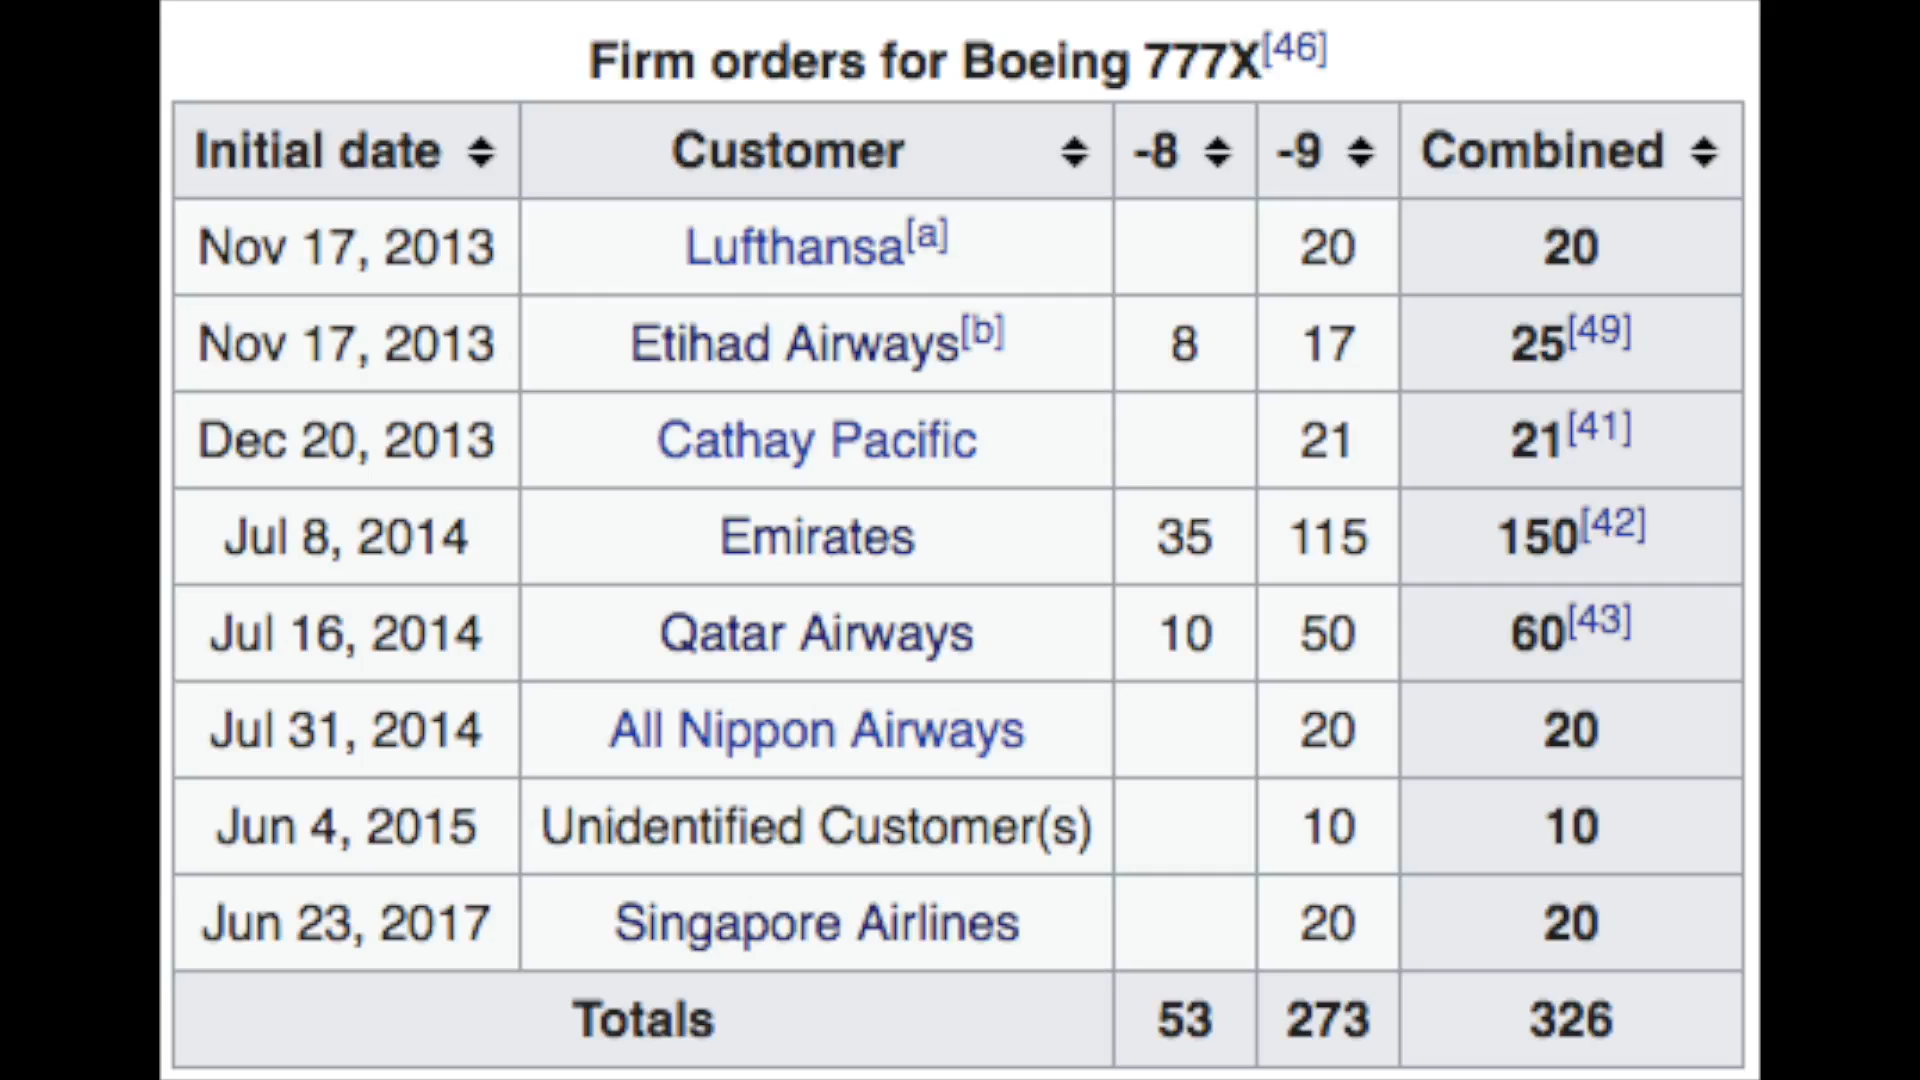 Firm orders for Boeing 777X[46]
Initial date Customer -8 -9 Combined
Nov 17, 2013 Lufthansa[a] 20 20
Nov 17, 2013 Etihad Airways[b] 8 17 25[49]
Dec 20, 2013 Cathay Pacific 21 21[41]
Jul 8, 2014 Emirates 35 115 150[42]
Jul 16, 2014 Qatar Airways 10 50 60[43]
Jul 31, 2014 All Nippon Airways 20 20
Jun 4, 2015 Unidentified Customer(s) 10 10
Jun 23, 2017 Singapore Airlines 20 20
Totals 53 273 326